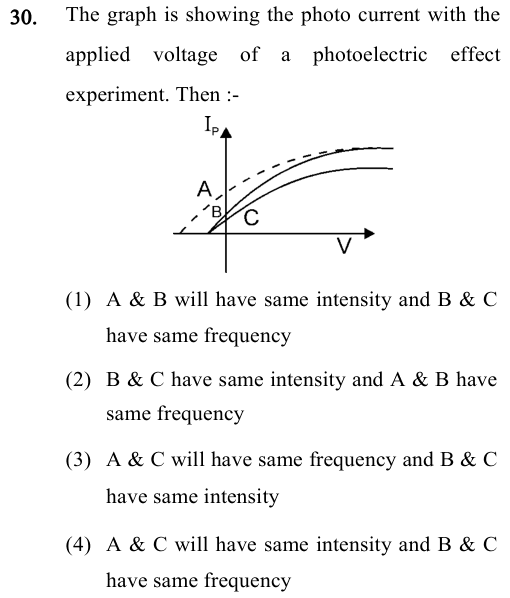 30. The graph is showing the photo current with the
applied voltage of a photoelectric effect
experiment. Then :-
I_P
A
B
C
V
(1) A & B will have same intensity and B & C
have same frequency
(2) B & C have same intensity and A & B have
same frequency
(3) A & C will have same frequency and B & C
have same intensity
(4) A & C will have same intensity and B & C
have same frequency